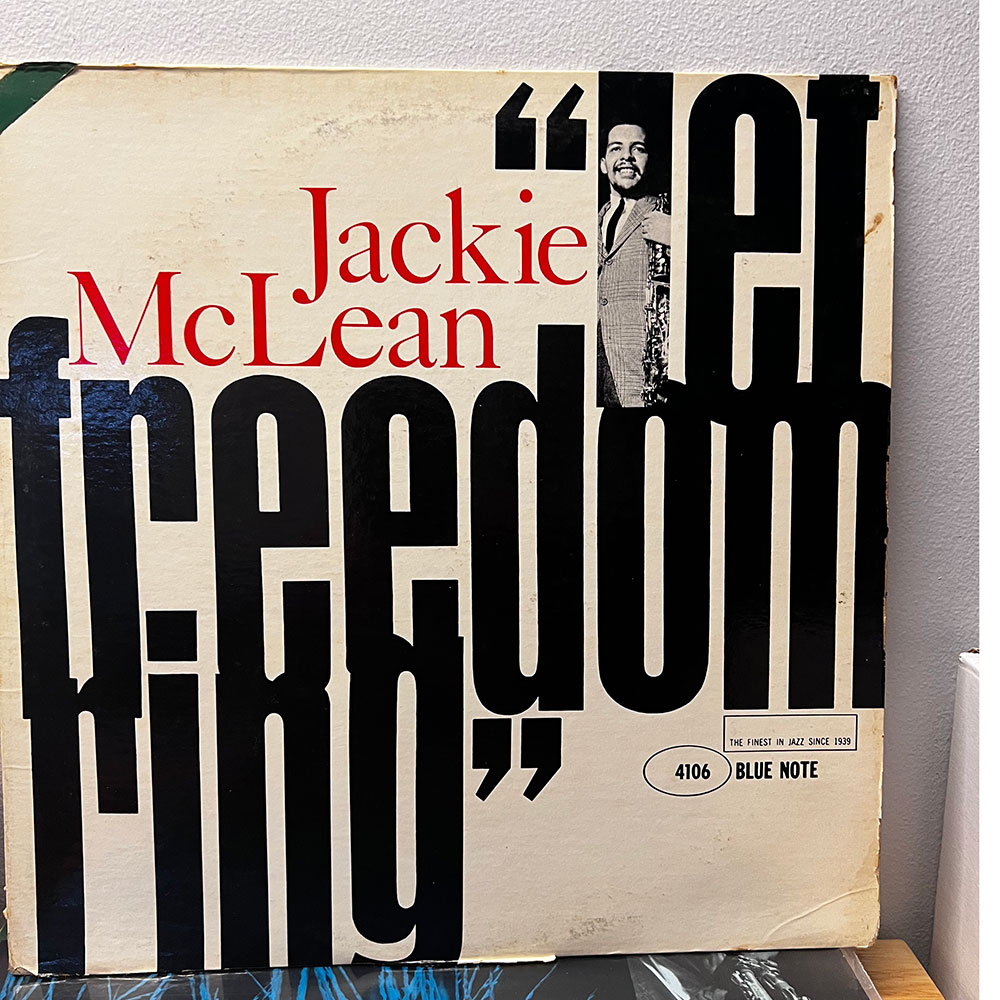 Jackie
McLean
“let
freedom
ring”
THE FINEST IN JAZZ SINCE 1939
4106 BLUE NOTE